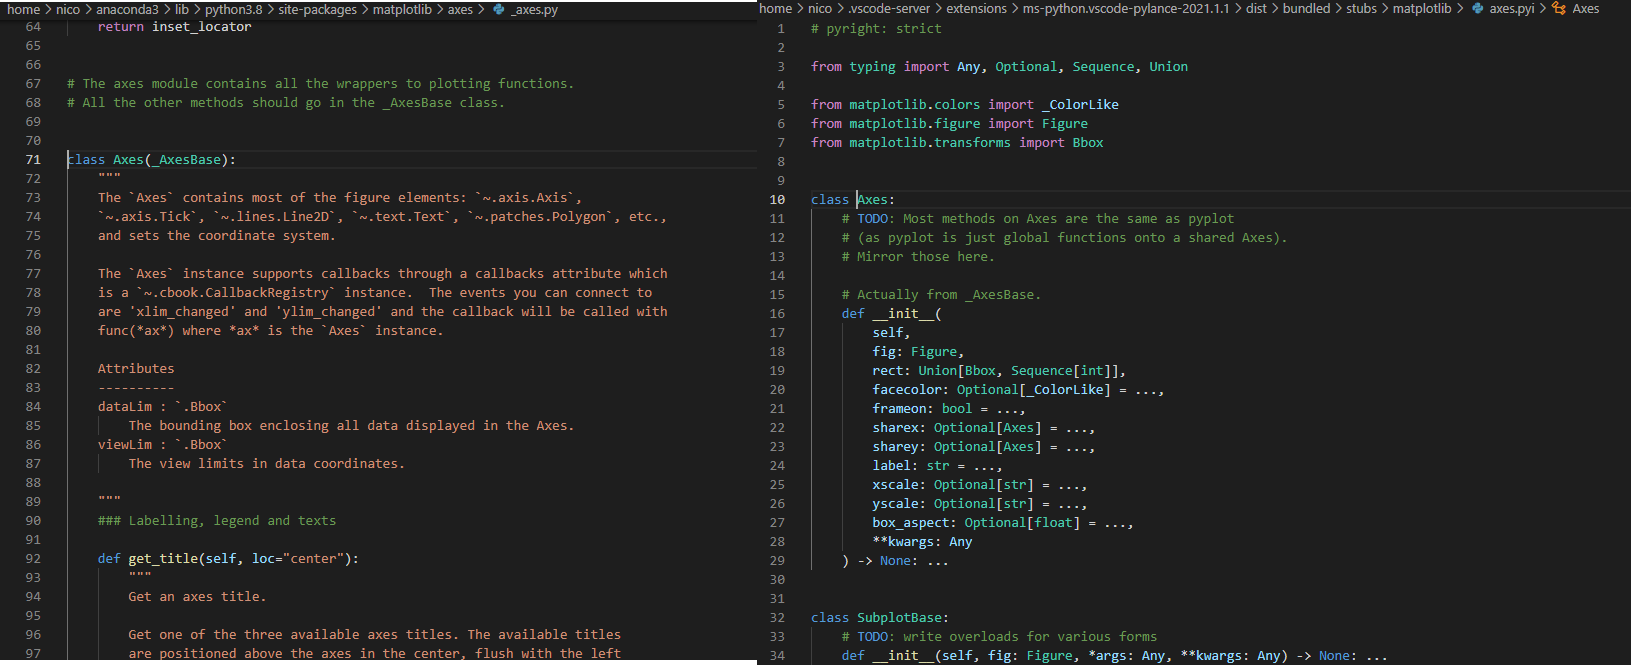 home > nico > anaconda3 > lib > python3.8 > site-packages > matplotlib > axes > _axes.py
64 return inset_locator
65
66
67 # The axes module contains all the wrappers to plotting functions.
68 # All the other methods should go in the _AxesBase class.
69
70
71 class Axes(_AxesBase):
72 """
73 The `Axes` contains most of the figure elements: `~.axis.Axis`,
74 `~.axis.Tick`, `~.lines.Line2D`, `~.text.Text`, `~.patches.Polygon`, etc.,
75 and sets the coordinate system.
76
77 The `Axes` instance supports callbacks through a callbacks attribute which
78 is a `~.cbook.CallbackRegistry` instance.  The events you can connect to
79 are 'xlim_changed' and 'ylim_changed' and the callback will be called with
80 func(*ax*) where *ax* is the `Axes` instance.
81
82 Attributes
83 ----------
84 dataLim : `.Bbox`
85 The bounding box enclosing all data displayed in the Axes.
86 viewLim : `.Bbox`
87 The view limits in data coordinates.
88
89 """
90 ### Labelling, legend and texts
91
92 def get_title(self, loc="center"):
93 """
94 Get an axes title.
95
96 Get one of the three available axes titles. The available titles
97 are positioned above the axes in the center, flush with the left
home > nico > .vscode-server > extensions > ms-python.vscode-pylance-2021.1.1 > dist > bundled > stubs > matplotlib > axes.pyi > Axes
1 # pyright: strict
2
3 from typing import Any, Optional, Sequence, Union
4
5 from matplotlib.colors import _ColorLike
6 from matplotlib.figure import Figure
7 from matplotlib.transforms import Bbox
8
9
10 class Axes:
11 # TODO: Most methods on Axes are the same as pyplot
12 # (as pyplot is just global functions onto a shared Axes).
13 # Mirror those here.
14
15 # Actually from _AxesBase.
16 def __init__(
17 self,
18 fig: Figure,
19 rect: Union[Bbox, Sequence[int]],
20 facecolor: Optional[_ColorLike] = ...,
21 frameon: bool = ...,
22 sharex: Optional[Axes] = ...,
23 sharey: Optional[Axes] = ...,
24 label: str = ...,
25 xscale: Optional[str] = ...,
26 yscale: Optional[str] = ...,
27 box_aspect: Optional[float] = ...,
28 **kwargs: Any
29 ) -> None: ...
30
31
32 class SubplotBase:
33 # TODO: write overloads for various forms
34 def __init__(self, fig: Figure, *args: Any, **kwargs: Any) -> None: ...